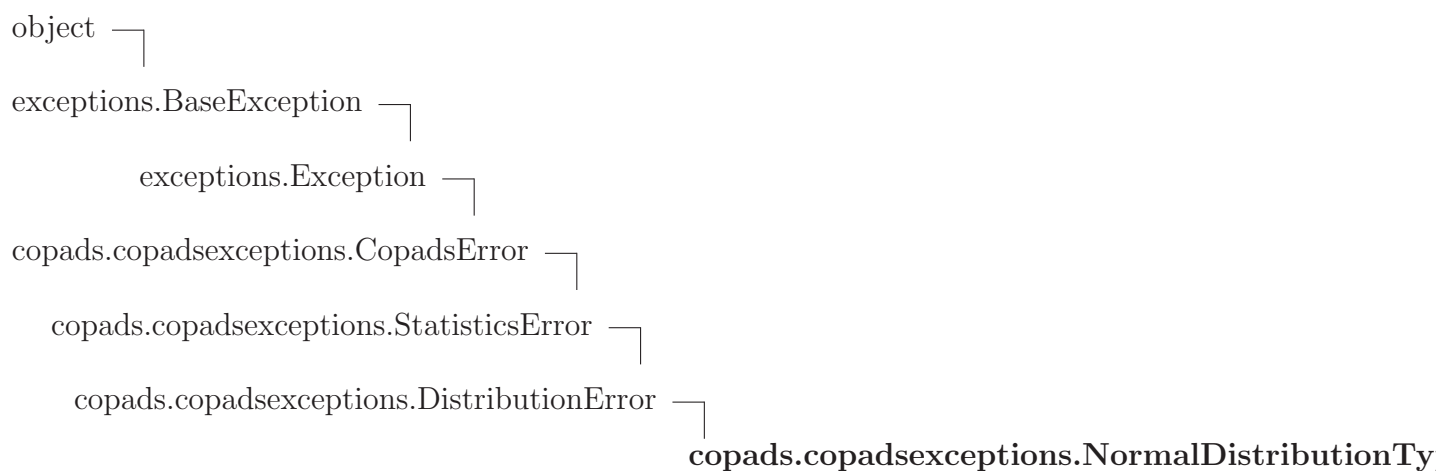 object
exceptions.BaseException
exceptions.Exception
copads.copadsexceptions.CopadsError
copads.copadsexceptions.StatisticsError
copads.copadsexceptions.DistributionError
copads.copadsexceptions.NormalDistributionTy